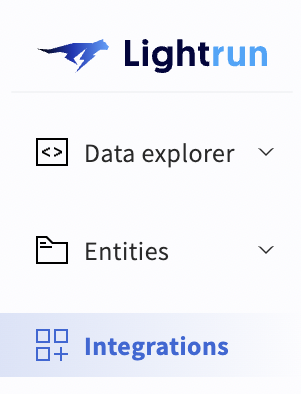 Lightrun
Data explorer
Entities
Integrations